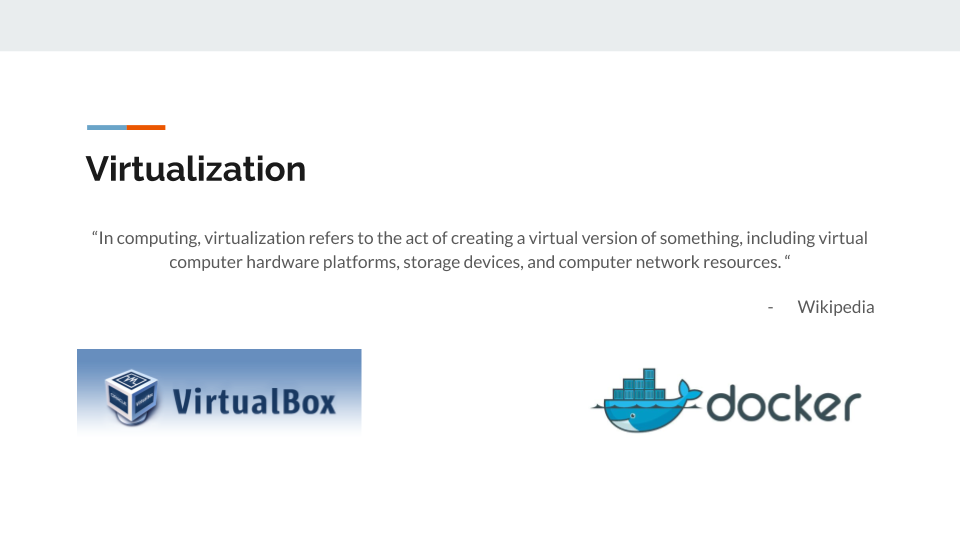 Virtualization
“In computing, virtualization refers to the act of creating a virtual version of something, including virtual
computer hardware platforms, storage devices, and computer network resources. “
- Wikipedia
VirtualBox
docker